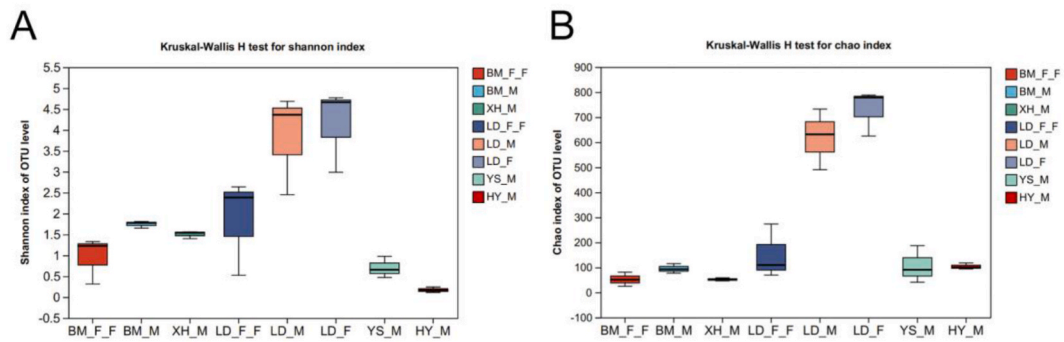 A
Kruskal-Wallis H test for shannon index
Shannon index of OTU level
5.5
5
4.5
4
3.5
3
2.5
2
1.5
1
0.5
0
-0.5
BM_F_F BM_M XH_M LD_F_F LD_M LD_F YS_M HY_M
BM_F_F
BM_M
XH_M
LD_F_F
LD_M
LD_F
YS_M
HY_M
B
Kruskal-Wallis H test for chao index
Chao index of OTU level
900
800
700
600
500
400
300
200
100
0
-100
BM_F_F BM_M XH_M LD_F_F LD_M LD_F YS_M HY_M
BM_F_F
BM_M
XH_M
LD_F_F
LD_M
LD_F
YS_M
HY_M